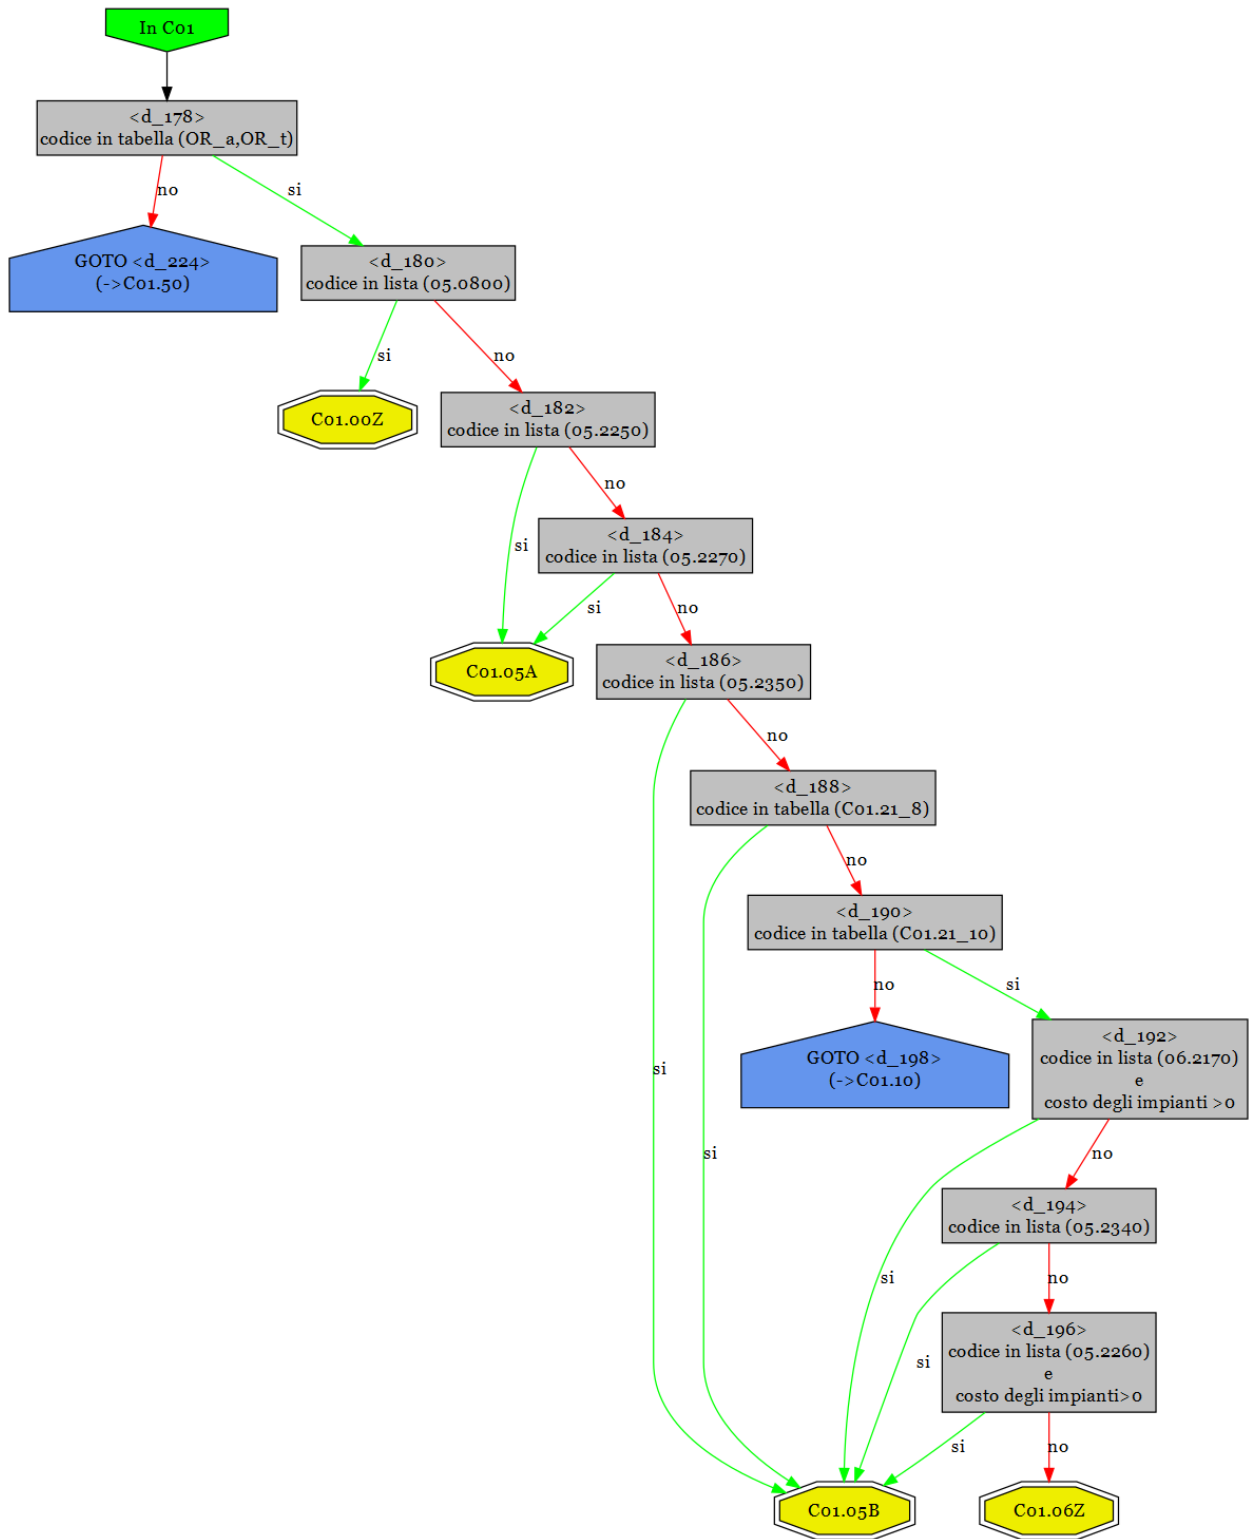 In C01
<d_178>
codice in tabella (OR_a,OR_t)
no
si
GOTO <d_224>
(->C01.50)
<d_180>
codice in lista (05.0800)
si
no
C01.00Z
<d_182>
codice in lista (05.2250)
no
si
<d_184>
codice in lista (05.2270)
si
no
C01.05A
<d_186>
codice in lista (05.2350)
no
si
<d_188>
codice in tabella (C01.21_8)
no
si
<d_190>
codice in tabella (C01.21_10)
no
si
GOTO <d_198>
(->C01.10)
<d_192>
codice in lista (06.2170)
e
costo degli impianti >0
si
no
<d_194>
codice in lista (05.2340)
si
no
<d_196>
codice in lista (05.2260)
e
costo degli impianti>0
si
no
C01.05B
C01.06Z